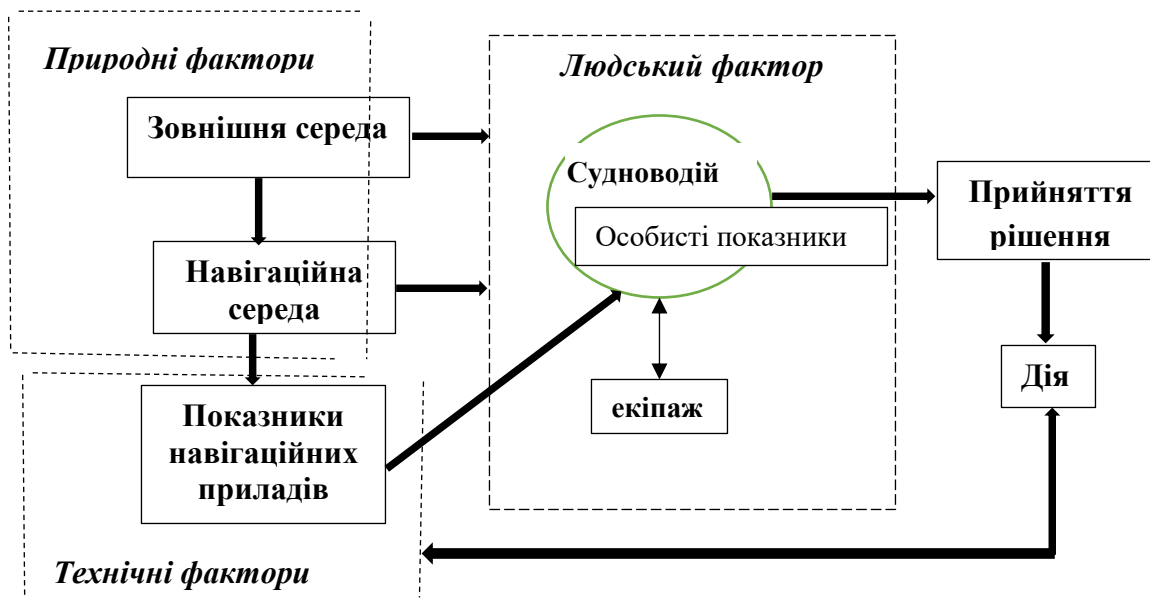 Природні фактори
Зовнішня середа
Навігаційна
середа
Показники
навігаційних
приладів
Технічні фактори
Людський фактор
Судноводій
Особисті показники
екіпаж
Прийняття
рішення
Дія